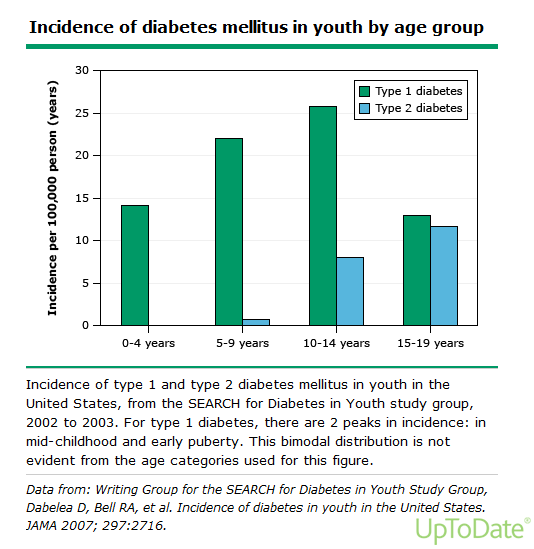 Incidence of diabetes mellitus in youth by age group
Incidence per 100,000 person (years)
30
25
20
15
10
5
0
Type 1 diabetes
Type 2 diabetes
0-4 years
5-9 years
10-14 years
15-19 years
Incidence of type 1 and type 2 diabetes mellitus in youth in the
United States, from the SEARCH for Diabetes in Youth study group,
2002 to 2003. For type 1 diabetes, there are 2 peaks in incidence: in
mid-childhood and early puberty. This bimodal distribution is not
evident from the age categories used for this figure.
Data from: Writing Group for the SEARCH for Diabetes in Youth Study Group,
Dabelea D, Bell RA, et al. Incidence of diabetes in youth in the United States.
JAMA 2007; 297:2716.
UpToDate®